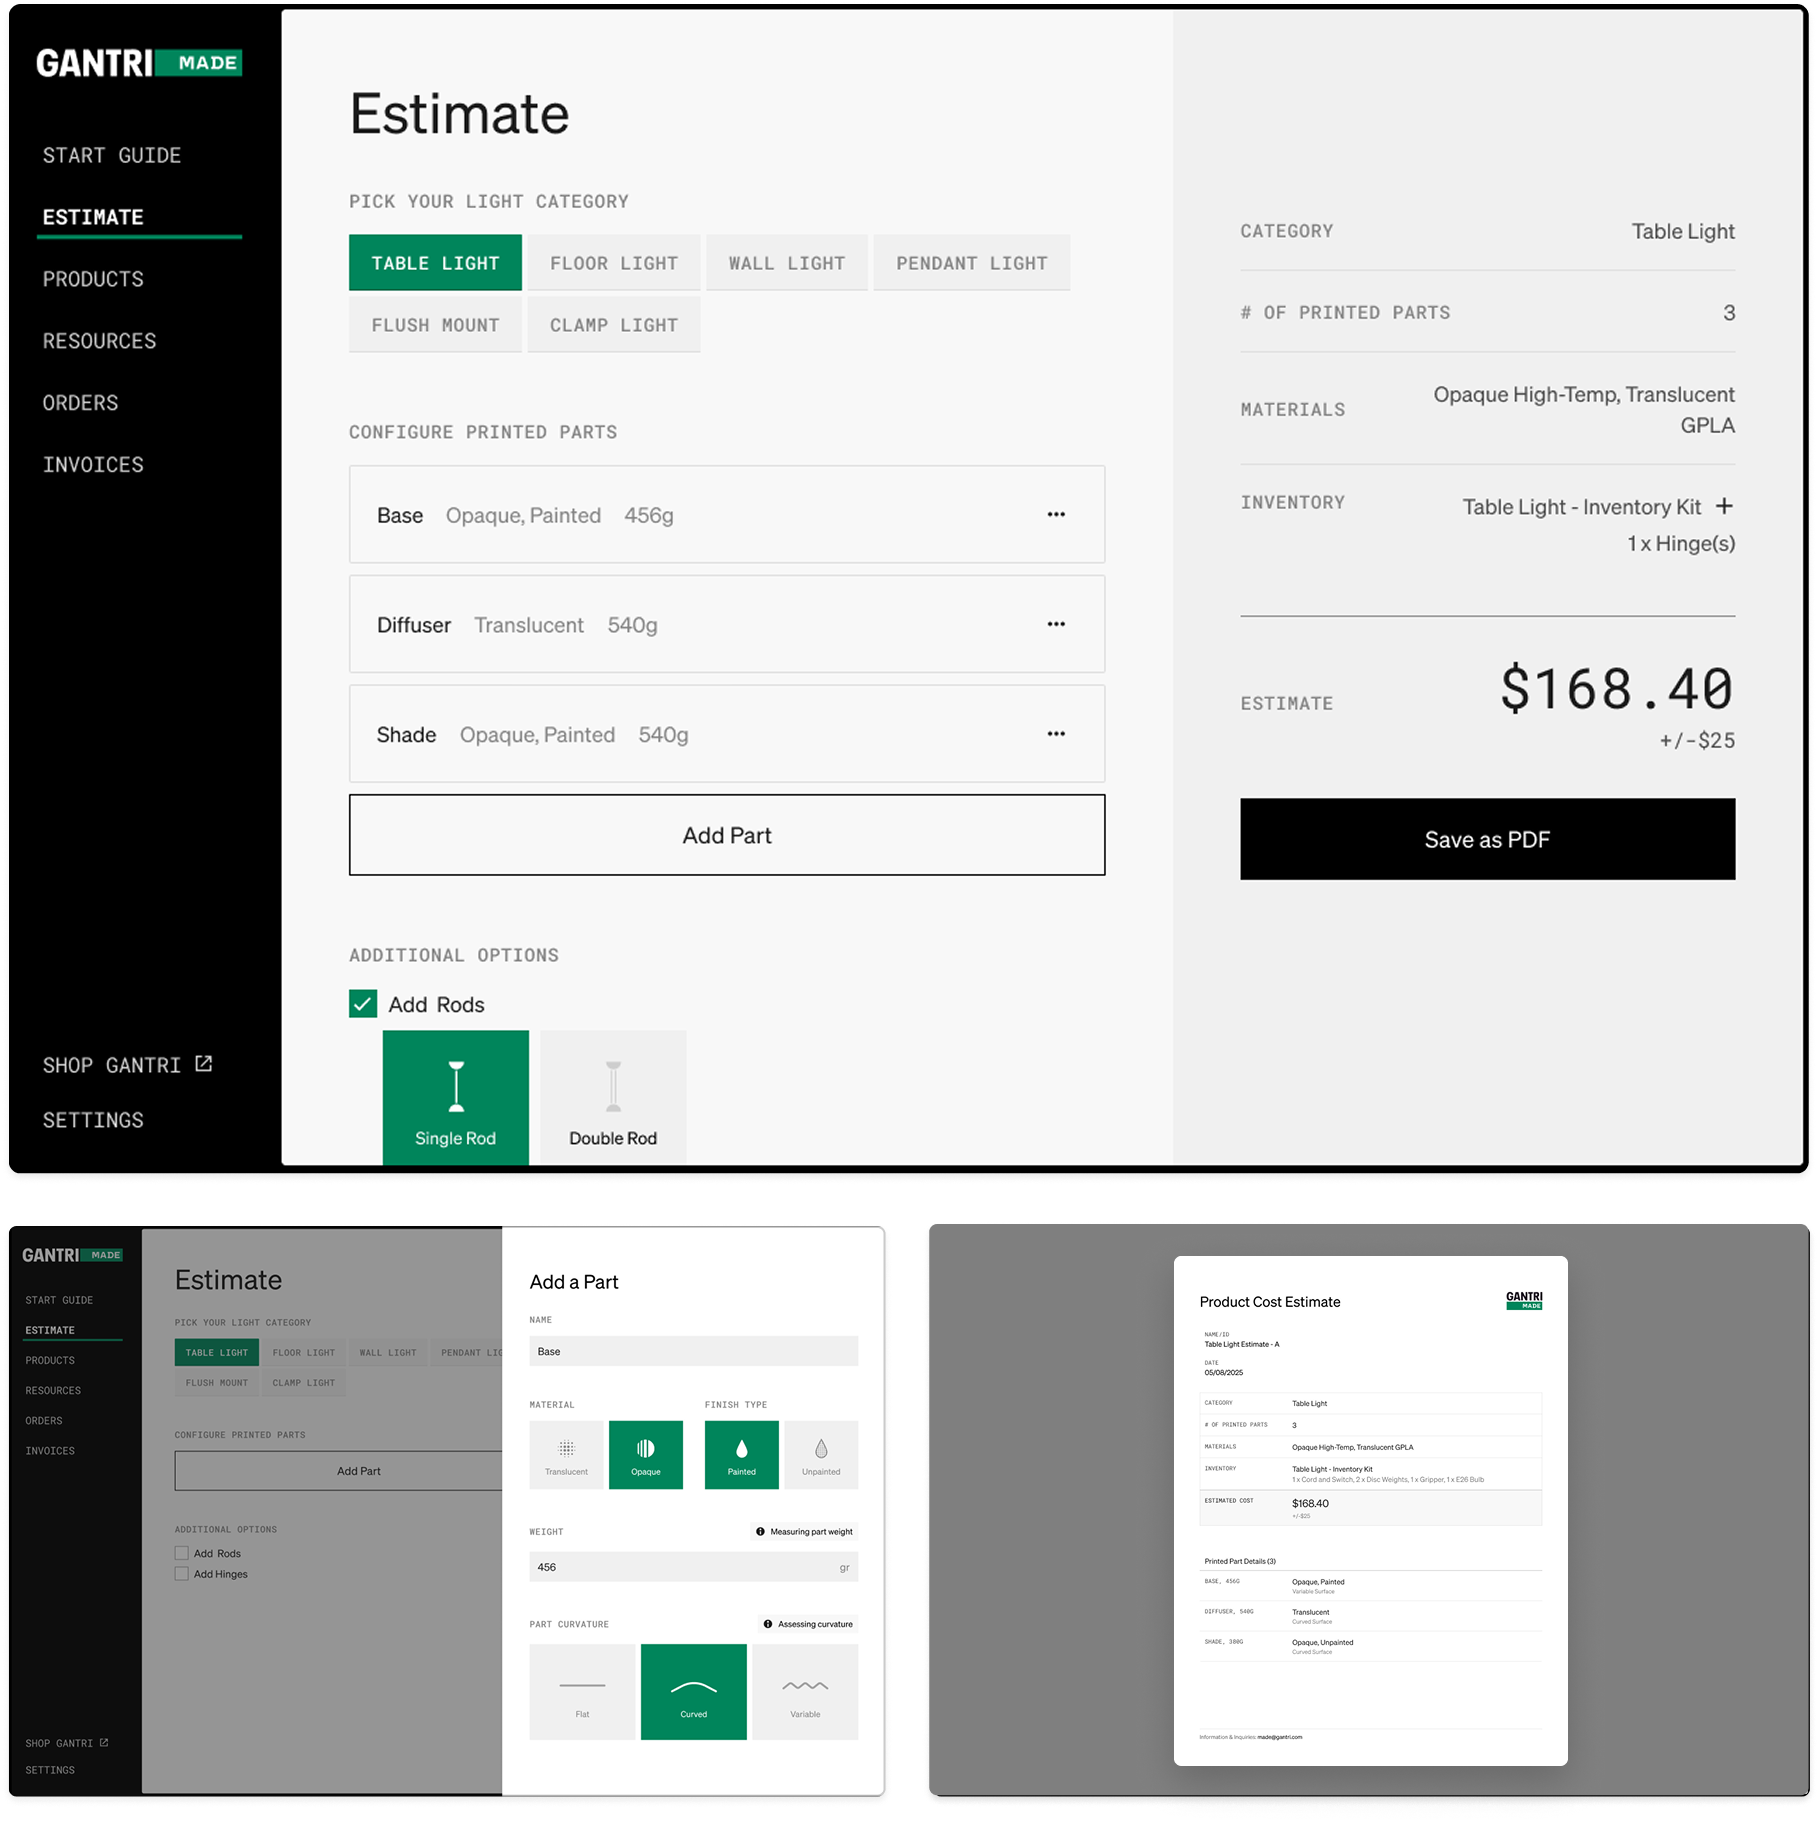 GANTRI MADE
START GUIDE
ESTIMATE
PRODUCTS
RESOURCES
ORDERS
INVOICES
SHOP GANTRI
SETTINGS
Estimate
PICK YOUR LIGHT CATEGORY
TABLE LIGHT FLOOR LIGHT WALL LIGHT PENDANT LIGHT
FLUSH MOUNT CLAMP LIGHT
CONFIGURE PRINTED PARTS
Base Opaque, Painted 456g
Diffuser Translucent 540g
Shade Opaque, Painted 540g
Add Part
ADDITIONAL OPTIONS
Add Rods
Single Rod Double Rod
CATEGORY Table Light
# OF PRINTED PARTS 3
MATERIALS Opaque High-Temp, Translucent
GPLA
INVENTORY Table Light - Inventory Kit +
1 x Hinge(s)
ESTIMATE $168.40
+/-$25
Save as PDF
GANTRI MADE
START GUIDE
ESTIMATE
PRODUCTS
RESOURCES
ORDERS
INVOICES
SHOP GANTRI
SETTINGS
Estimate
PICK YOUR LIGHT CATEGORY
TABLE LIGHT FLOOR LIGHT WALL LIGHT PENDANT LIG
FLUSH MOUNT CLAMP LIGHT
CONFIGURE PRINTED PARTS
Add Part
ADDITIONAL OPTIONS
Add Rods
Add Hinges
Add a Part
NAME
Base
MATERIAL FINISH TYPE
Translucent Opaque Painted Unpainted
WEIGHT Measuring part weight
456 gr
PART CURVATURE Assessing curvature
Flat Curved Variable
Product Cost Estimate
GANTRI
MADE
NAME/ID
Table Light Estimate - A
DATE
05/08/2025
CATEGORY Table Light
# OF PRINTED PARTS 3
MATERIALS Opaque High-Temp, Translucent GPLA
INVENTORY Table Light - Inventory Kit
1 x Cord and Switch, 2 x Disc Weights, 1 x Gripper, 1 x E26 Bulb
ESTIMATED COST $168.40
+/-$25
Printed Part Details (3)
BASE, 456G Opaque, Painted
Variable Surface
DIFFUSER, 540G Translucent
Curved Surface
SHADE, 380G Opaque, Unpainted
Curved Surface
Information & Inquiries: made@gantri.com